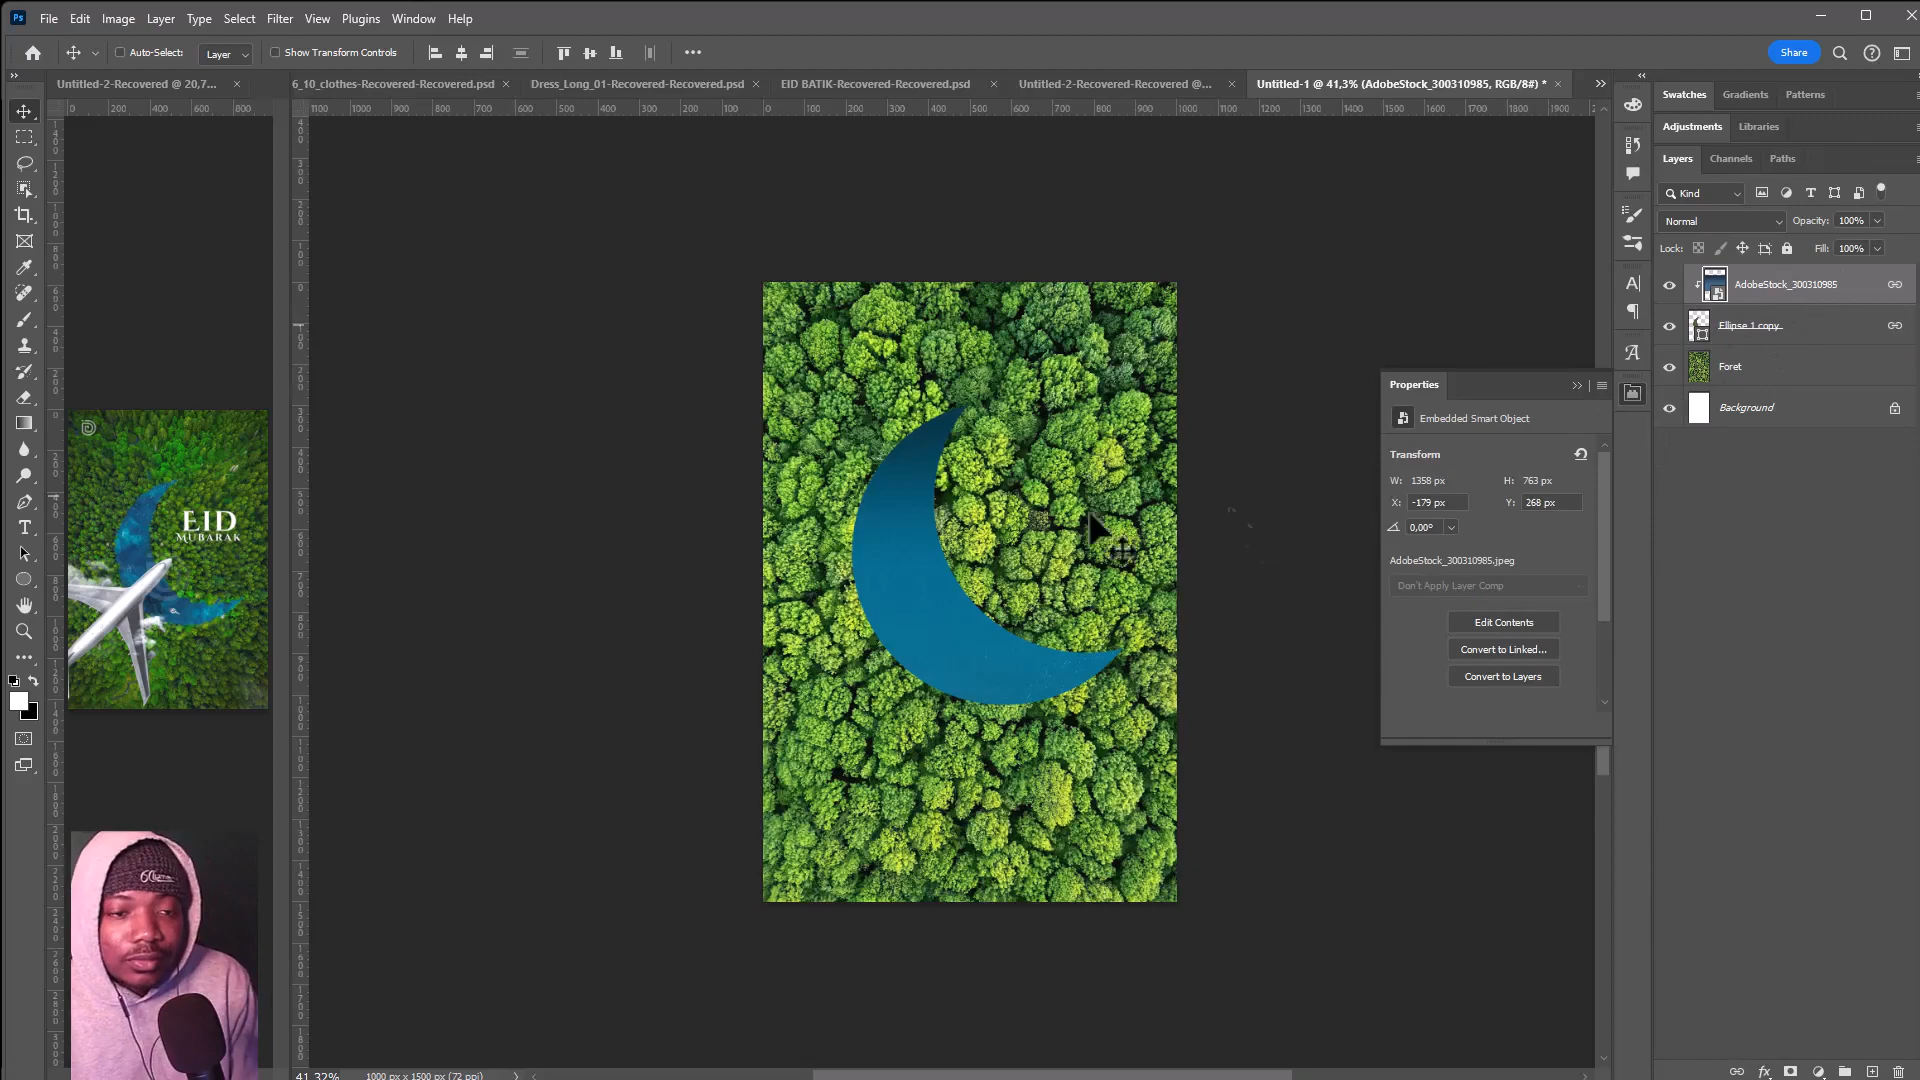 Ps File Edit Image Layer Type Select Filter View Plugins Window Help
Auto-Select: Layer Show Transform Controls Share
Untitled-2-Recovered @ 20,7... 6_10_clothes-Recovered-Recovered.psd Dress_Long_01-Recovered-Recovered.psd EID BATIK-Recovered-Recovered.psd Untitled-2-Recovered-Recovered @... Untitled-1 @ 41,3% (AdobeStock_300310985, RGB/8#) *
Swatches Gradients Patterns
Adjustments Libraries
Layers Channels Paths
Kind
Normal Opacity: 100%
Lock: Fill: 100%
AdobeStock_300310985
Ellipse 1 copy
Foret
Background
Properties
Embedded Smart Object
Transform
W: 1358 px H: 763 px
X: -179 px Y: 268 px
0,00°
AdobeStock_300310985.jpeg
Don't Apply Layer Comp
Edit Contents
Convert to Linked...
Convert to Layers
EID
MUBARAK
41,32% 1000 px x 1500 px (72 ppi)